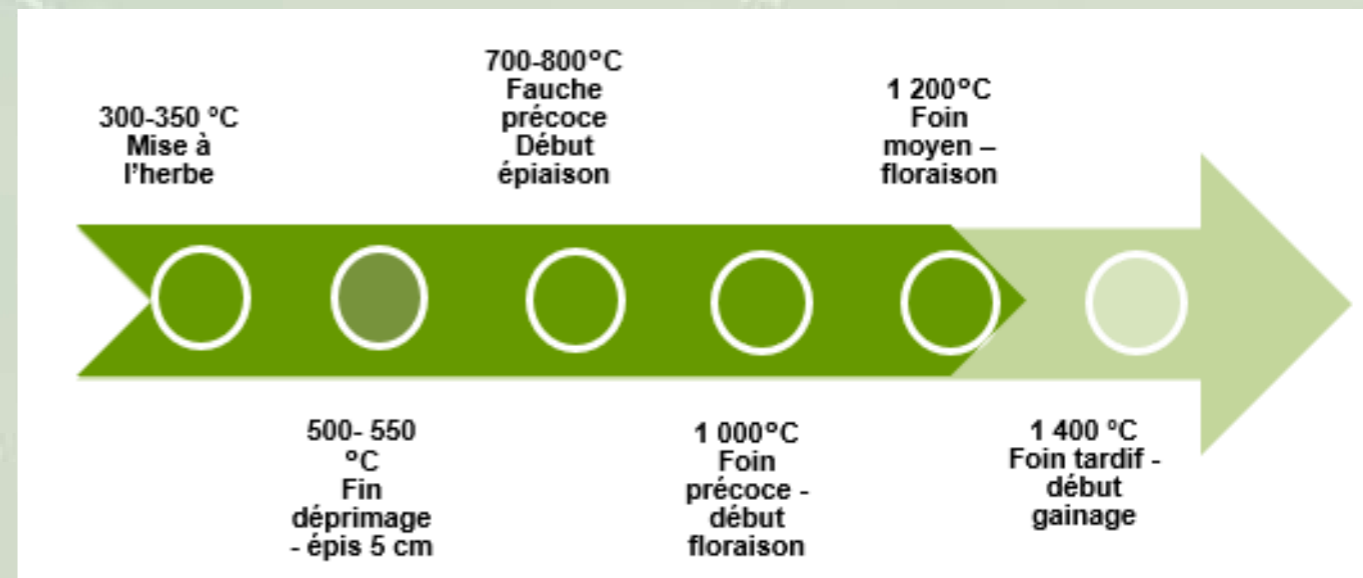 300-350 °C
Mise à
l'herbe
500- 550
°C
Fin
déprimage
- épis 5 cm
700-800°C
Fauche
précoce
Début
épiaison
1 000°C
Foin
précoce -
début
floraison
1 200°C
Foin
moyen –
floraison
1 400 °C
Foin tardif -
début
gainage